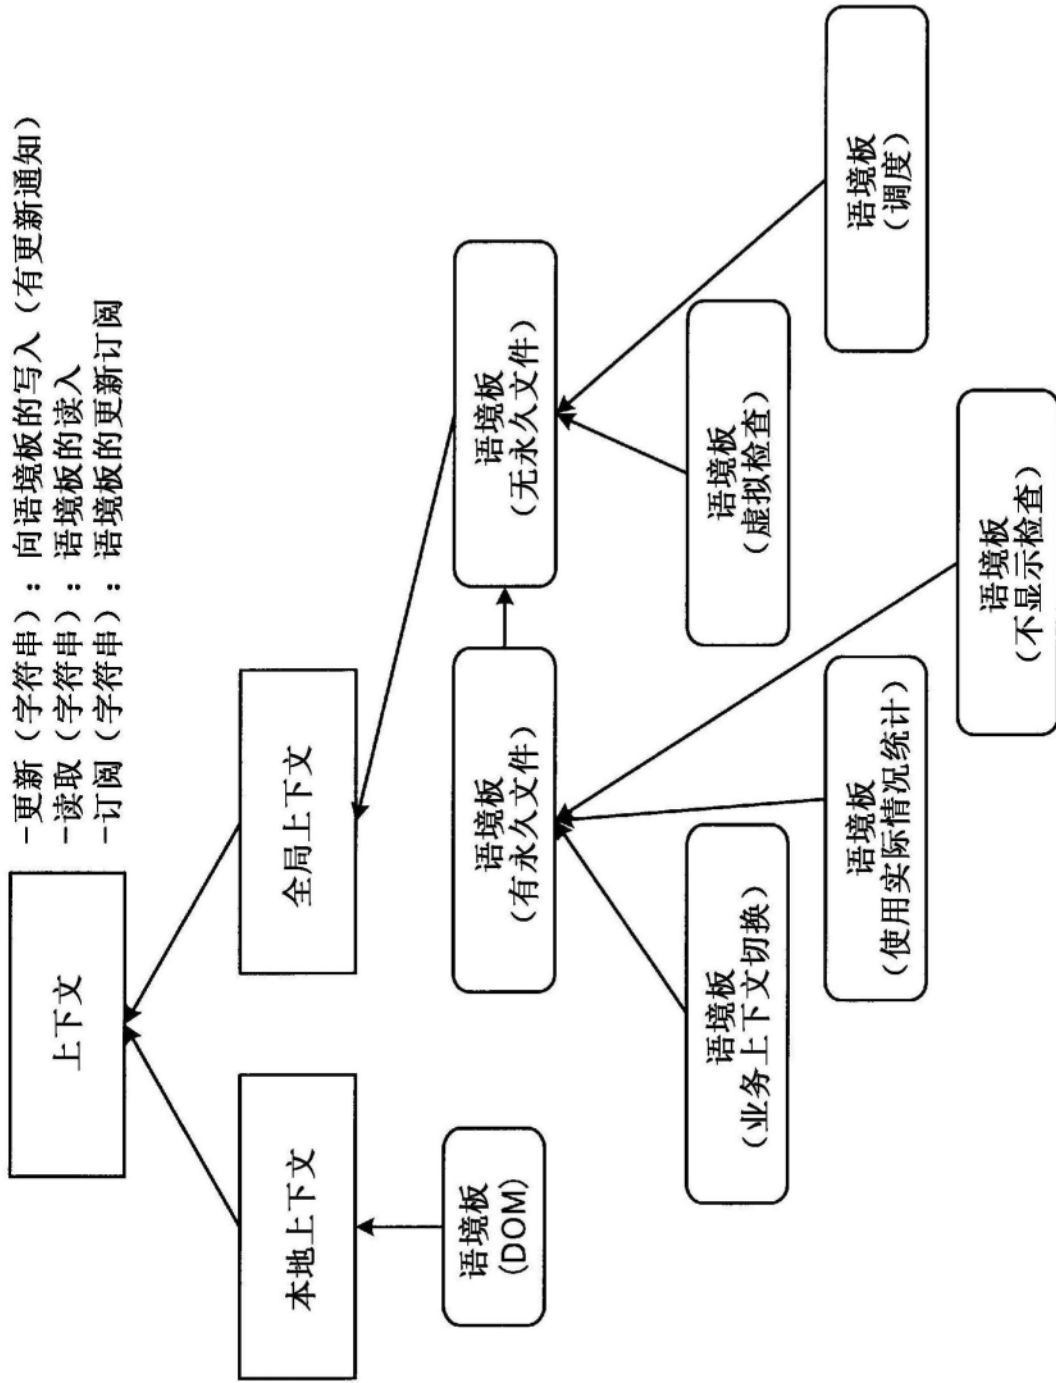 上下文
-更新（字符串）：向语境板的写入（有更新通知）
-读取（字符串）：语境板的读入
-订阅（字符串）：语境板的更新订阅
本地上下文
全局上下文
语境板
(DOM)
语境板
（有永久文件）
语境板
（无永久文件）
语境板
（业务上下文切换）
语境板
（虚拟检查）
语境板
（使用实际情况统计）
语境板
（调度）
语境板
（不显示检查）